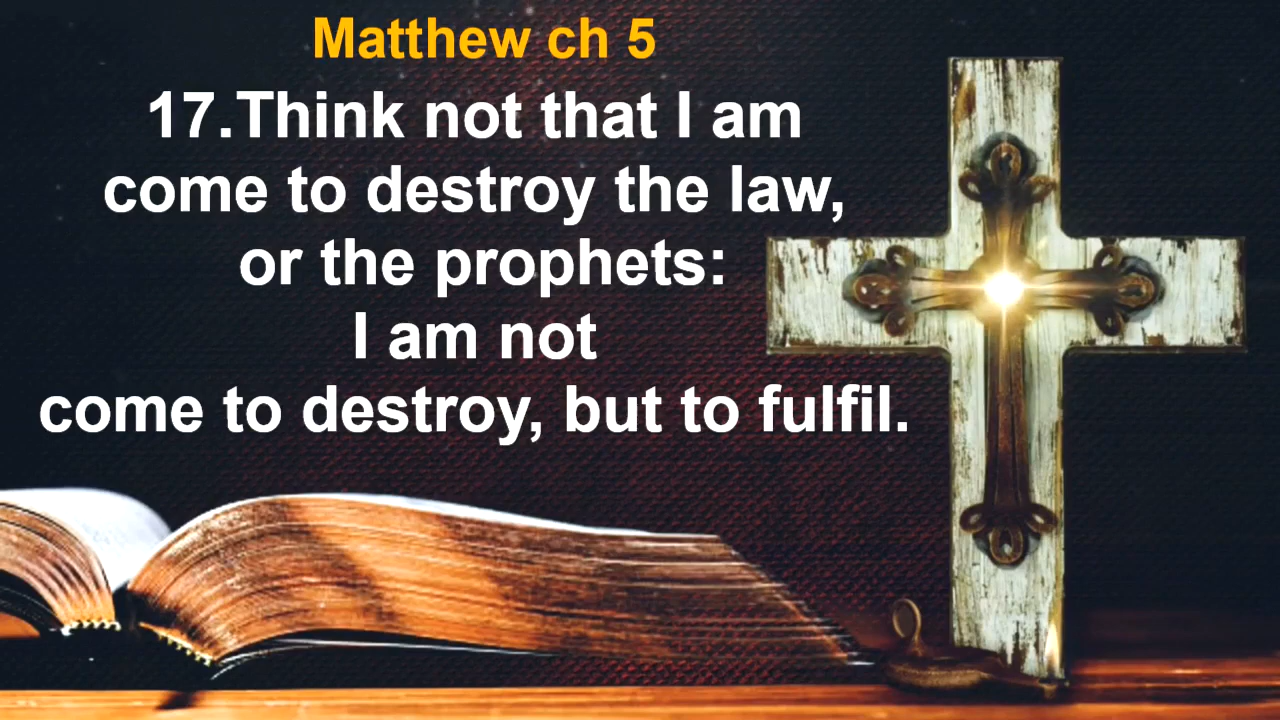 Matthew ch 5
17.Think not that I am
come to destroy the law,
or the prophets:
I am not
come to destroy, but to fulfil.